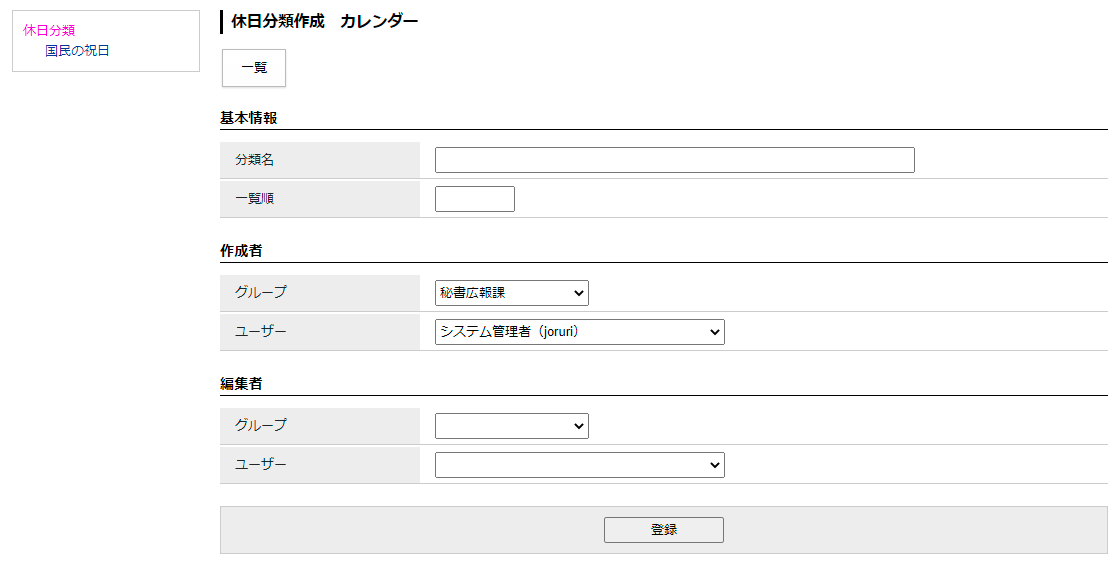 休日分類
国民の祝日
休日分類作成　カレンダー
一覧
基本情報
分類名
一覧順
作成者
グループ 秘書広報課
ユーザー システム管理者（joruri）
編集者
グループ
ユーザー
登録